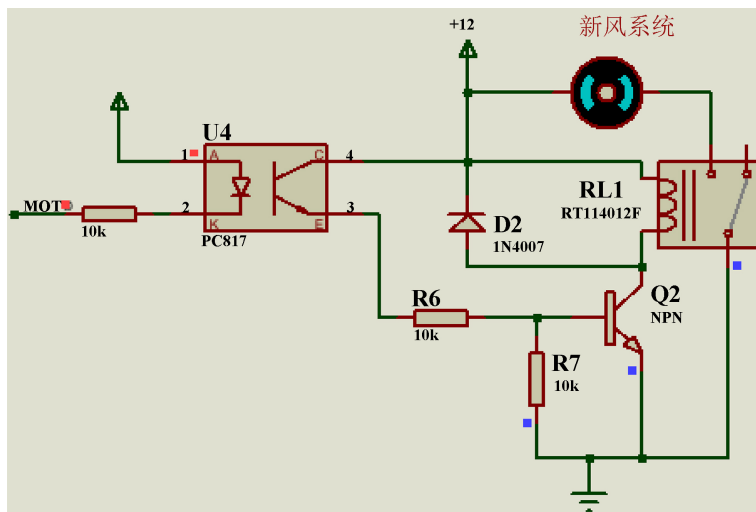 新风系统
+12
U4
1
A
C
4
MOT
10k
2
K
E
3
PC817
RL1
RT114012F
D2
1N4007
R6
10k
Q2
NPN
R7
10k